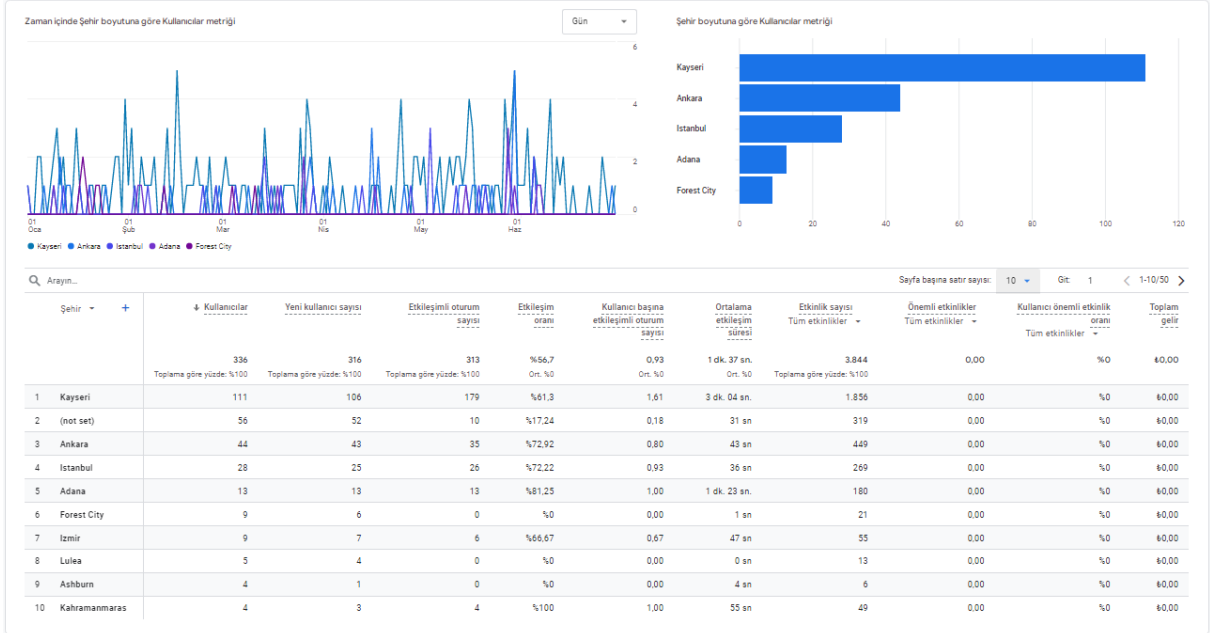 Zaman içinde Şehir boyutuna göre Kullanıcılar metriği
Gün
6
4
2
0
01 01 01 01 01 01
Oca Şub Mar Nis May Haz
Kayseri Ankara Istanbul Adana Forest City
Şehir boyutuna göre Kullanıcılar metriği
Kayseri
Ankara
Istanbul
Adana
Forest City
0 20 40 60 80 100 120
Arayın...
Sayfa başına satır sayısı: 10 Git: 1 1-10/50
Şehir + ↓ Kullanıcılar Yeni kullanıcı sayısı Etkileşimli oturum Etkileşim Kullanıcı başına Ortalama Etkinlik sayısı Önemli etkinlikler Kullanıcı önemli etkinlik Toplam
sayısı oranı etkileşimli oturum etkileşim Tüm etkinlikler Tüm etkinlikler oranı gelir
sayısı süresi Tüm etkinlikler
336 316 313 %56,7 0,93 1 dk. 37 sn. 3.844 0,00 %0 ₺0,00
Toplama göre yüzde: %100 Toplama göre yüzde: %100 Toplama göre yüzde: %100 Ort. %0 Ort. %0 Ort. %0 Toplama göre yüzde: %100
1 Kayseri 111 106 179 %61,3 1,61 3 dk. 04 sn. 1.856 0,00 %0 ₺0,00
2 (not set) 56 52 10 %17,24 0,18 31 sn 319 0,00 %0 ₺0,00
3 Ankara 44 43 35 %72,92 0,80 43 sn 449 0,00 %0 ₺0,00
4 Istanbul 28 25 26 %72,22 0,93 36 sn 269 0,00 %0 ₺0,00
5 Adana 13 13 13 %81,25 1,00 1 dk. 23 sn. 180 0,00 %0 ₺0,00
6 Forest City 9 6 0 %0 0,00 1 sn 21 0,00 %0 ₺0,00
7 Izmir 9 7 6 %66,67 0,67 47 sn 55 0,00 %0 ₺0,00
8 Lulea 5 4 0 %0 0,00 0 sn 13 0,00 %0 ₺0,00
9 Ashburn 4 1 0 %0 0,00 4 sn 6 0,00 %0 ₺0,00
10 Kahramanmaras 4 3 4 %100 1,00 55 sn 49 0,00 %0 ₺0,00